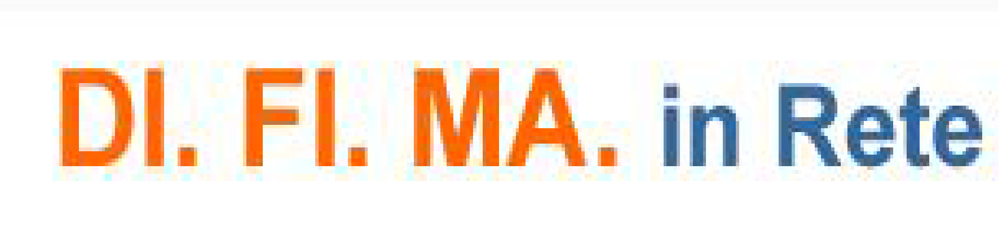 DI. FI. MA. in Rete